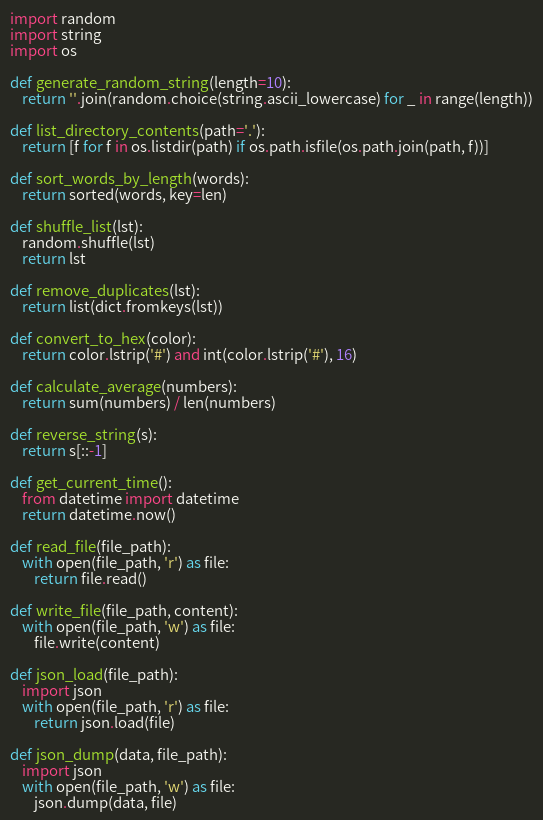 import random
import string
import os

def generate_random_string(length=10):
    return ''.join(random.choice(string.ascii_lowercase) for _ in range(length))

def list_directory_contents(path='.'):
    return [f for f in os.listdir(path) if os.path.isfile(os.path.join(path, f))]

def sort_words_by_length(words):
    return sorted(words, key=len)

def shuffle_list(lst):
    random.shuffle(lst)
    return lst

def remove_duplicates(lst):
    return list(dict.fromkeys(lst))

def convert_to_hex(color):
    return color.lstrip('#') and int(color.lstrip('#'), 16)

def calculate_average(numbers):
    return sum(numbers) / len(numbers)

def reverse_string(s):
    return s[::-1]

def get_current_time():
    from datetime import datetime
    return datetime.now()

def read_file(file_path):
    with open(file_path, 'r') as file:
        return file.read()

def write_file(file_path, content):
    with open(file_path, 'w') as file:
        file.write(content)

def json_load(file_path):
    import json
    with open(file_path, 'r') as file:
        return json.load(file)

def json_dump(data, file_path):
    import json
    with open(file_path, 'w') as file:
        json.dump(data, file)